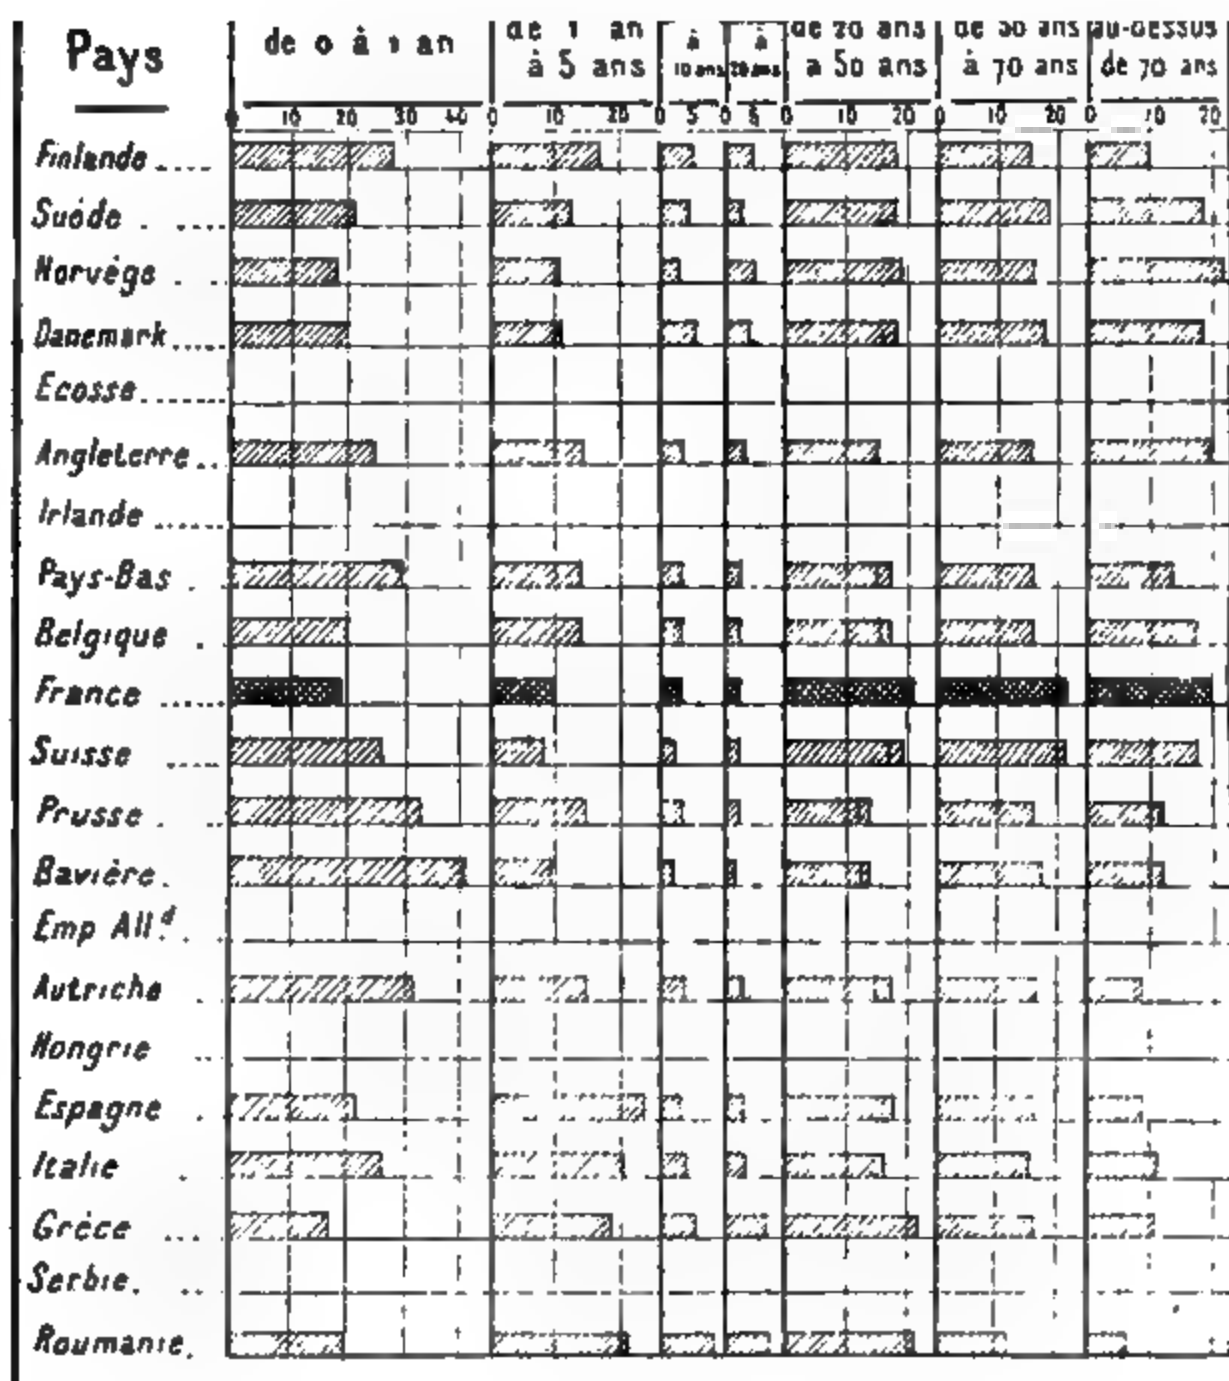 Pays
de 0 à 1 an
de 1 an
à 5 ans
à
10 ans
à
20 ans
de 20 ans
a 50 ans
de 50 ans
à 70 ans
au-dessus
de 70 ans
0 10 20 30 40 0 10 20 0 5 0 5 0 10 20 0 10 20 0 10 20
Finlande ....
Suède . ....
Norvège . ..
Danemark .....
Ecosse .......
Angleterre ..
Irlande .....
Pays-Bas .
Belgique .
France .....
Suisse ....
Prusse . ..
Bavière .
Emp All.d .
Autriche .
Hongrie ..
Espagne .
Italie .
Grèce ...
Serbie. ..
Roumanie.